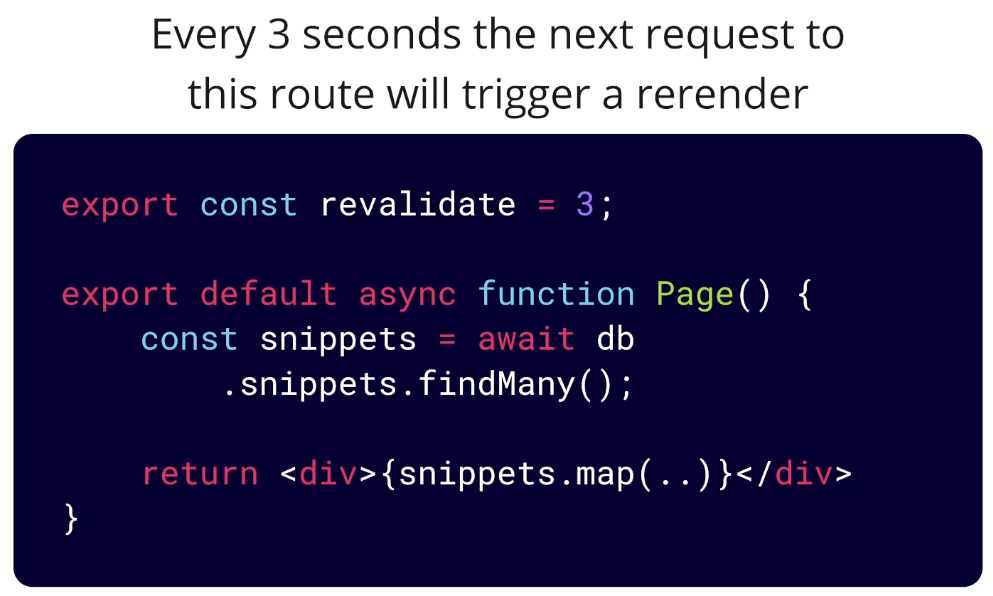 Every 3 seconds the next request to
this route will trigger a rerender
export const revalidate = 3;
export default async function Page() {
    const snippets = await db
        .snippets.findMany();
    return <div>{snippets.map(..)}</div>
}